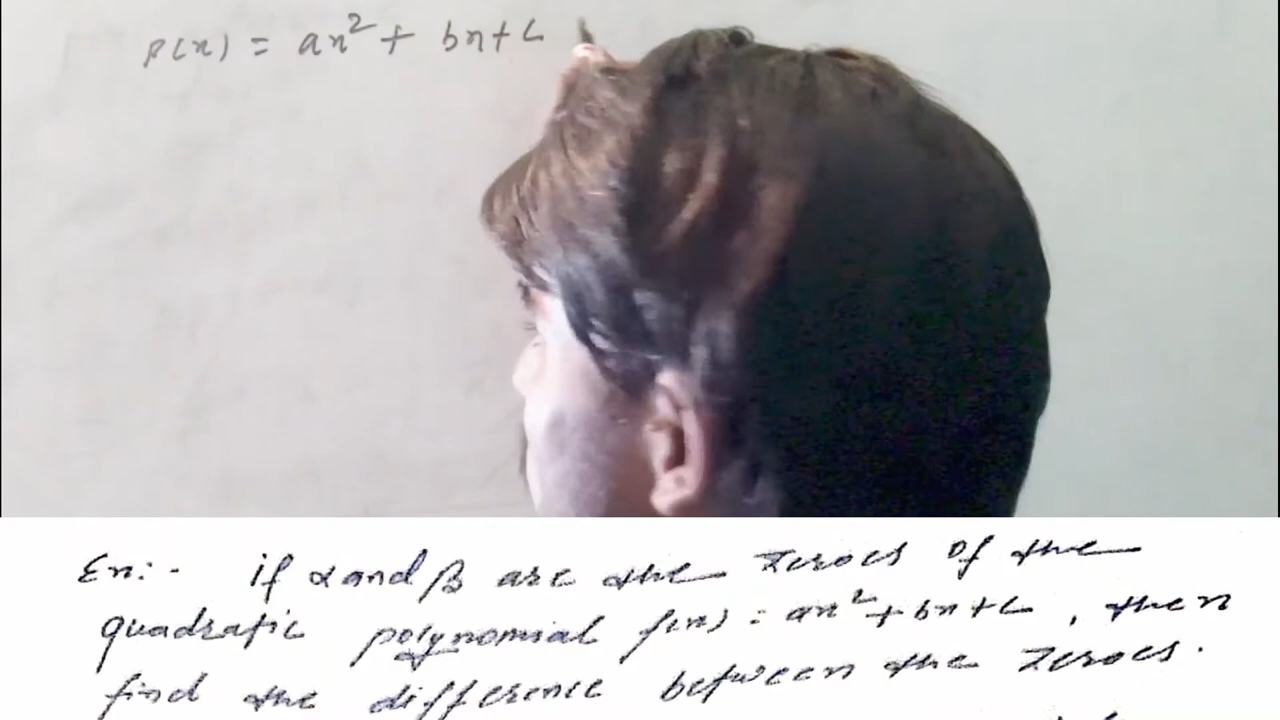 p(x) = ax² + bx + c
Ex:- if α and β are the zeroes of the
quadratic polynomial f(x) = ax² + bx + c, then
find the difference between the zeroes.